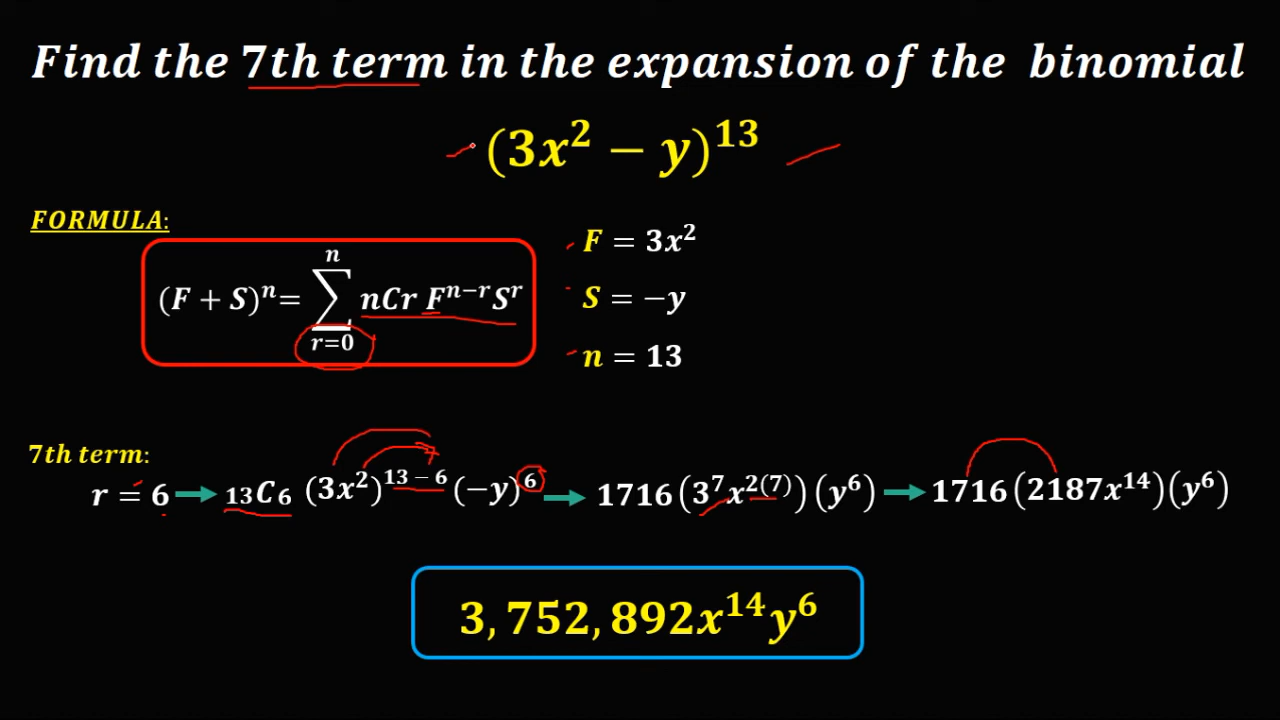 Find the 7th term in the expansion of the binomial
(3x² − y)¹³
FORMULA:
(F + S)ⁿ= ∑ⁿᵣ₌₀ nCr Fⁿ⁻ʳSʳ
F = 3x²
S = −y
n = 13
7th term:
r = 6 → ₁₃C₆ (3x²)¹³⁻⁶(−y)⁶ → 1716(3⁷x²⁽⁷⁾)(y⁶) → 1716(2187x¹⁴)(y⁶)
3,752,892x¹⁴y⁶